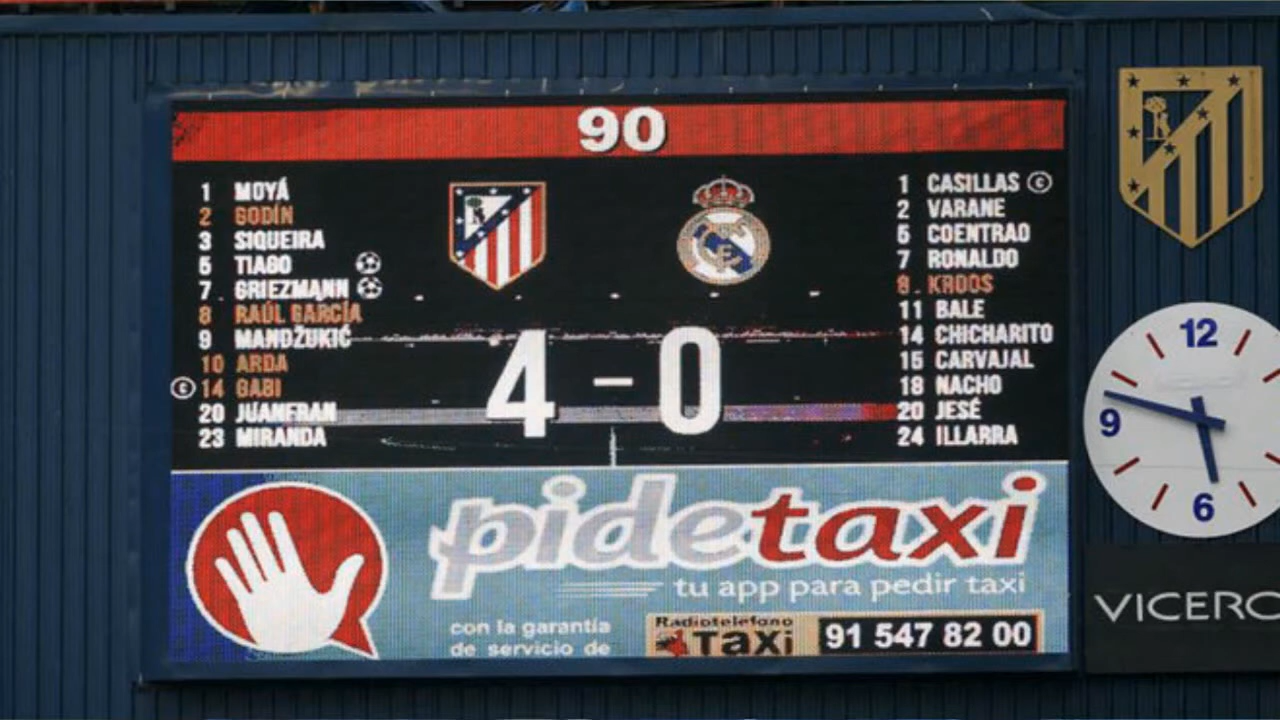 90
1 MOYÁ
2 GODÍN
3 SIQUEIRA
5 TIAGO
7 GRIEZMANN
8 RAÚL GARCÍA
9 MANDŽUKIĆ
10 ARDA
C 14 GABI
20 JUANFRAN
23 MIRANDA
4 - 0
1 CASILLAS C
2 VARANE
5 COENTRAO
7 RONALDO
8 KROOS
11 BALE
14 CHICHARITO
15 CARVAJAL
18 NACHO
20 JESÉ
24 ILLARRA
pidetaxi
tu app para pedir taxi
con la garantía
de servicio de
Radioteléfono
Taxi
91 547 82 00
12
9
6
VICERO